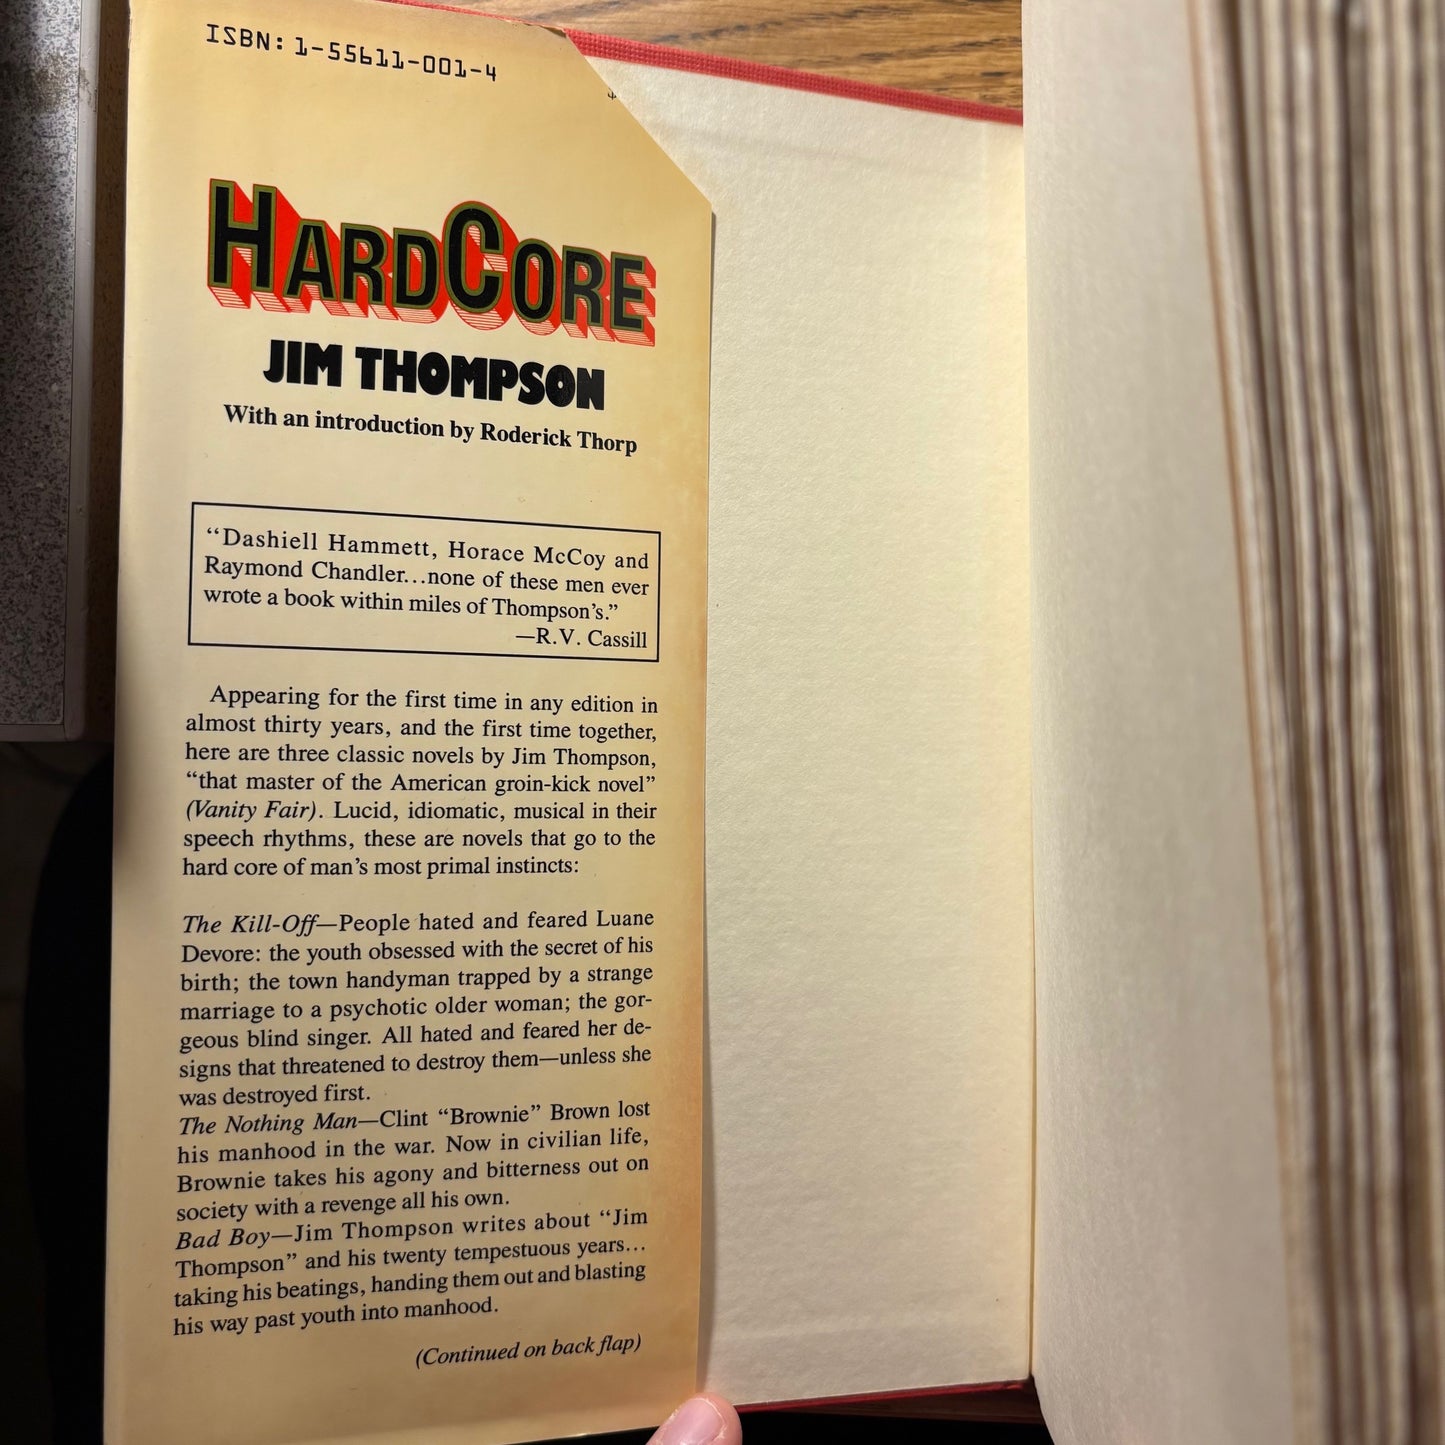 ISBN: 1-55611-001-4
HARDCORE
JIM THOMPSON
With an introduction by Roderick Thorp
“Dashiell Hammett, Horace McCoy and
Raymond Chandler...none of these men ever
wrote a book within miles of Thompson’s.”
—R.V. Cassill
Appearing for the first time in any edition in
almost thirty years, and the first time together,
here are three classic novels by Jim Thompson,
“that master of the American groin-kick novel”
(Vanity Fair). Lucid, idiomatic, musical in their
speech rhythms, these are novels that go to the
hard core of man’s most primal instincts:
The Kill-Off—People hated and feared Luane
Devore: the youth obsessed with the secret of his
birth; the town handyman trapped by a strange
marriage to a psychotic older woman; the gor-
geous blind singer. All hated and feared her de-
signs that threatened to destroy them—unless she
was destroyed first.
The Nothing Man—Clint “Brownie” Brown lost
his manhood in the war. Now in civilian life,
Brownie takes his agony and bitterness out on
society with a revenge all his own.
Bad Boy—Jim Thompson writes about “Jim
Thompson” and his twenty tempestuous years...
taking his beatings, handing them out and blasting
his way past youth into manhood.
(Continued on back flap)